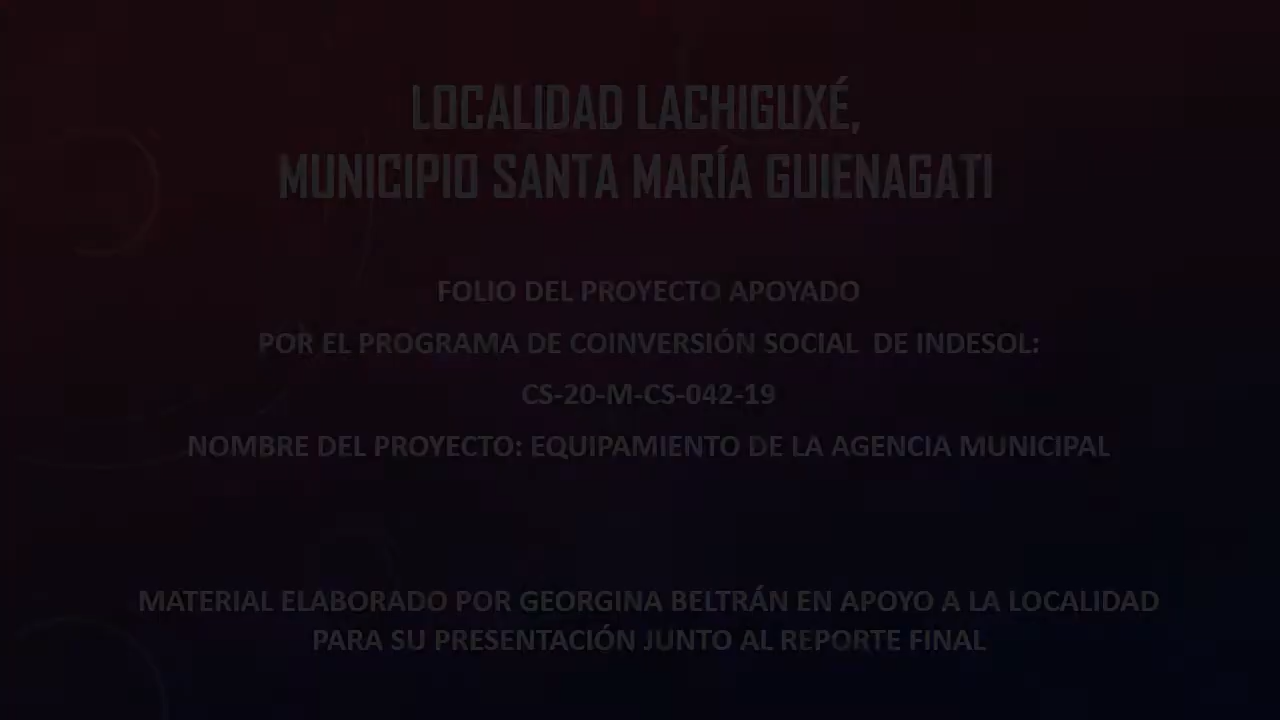 LOCALIDAD LACHIGUXÉ,
MUNICIPIO SANTA MARÍA GUIENAGATI
FOLIO DEL PROYECTO APOYADO
POR EL PROGRAMA DE COINVERSIÓN SOCIAL DE INDESOL:
CS-20-M-CS-042-19
NOMBRE DEL PROYECTO: EQUIPAMIENTO DE LA AGENCIA MUNICIPAL
MATERIAL ELABORADO POR GEORGINA BELTRÁN EN APOYO A LA LOCALIDAD
PARA SU PRESENTACIÓN JUNTO AL REPORTE FINAL